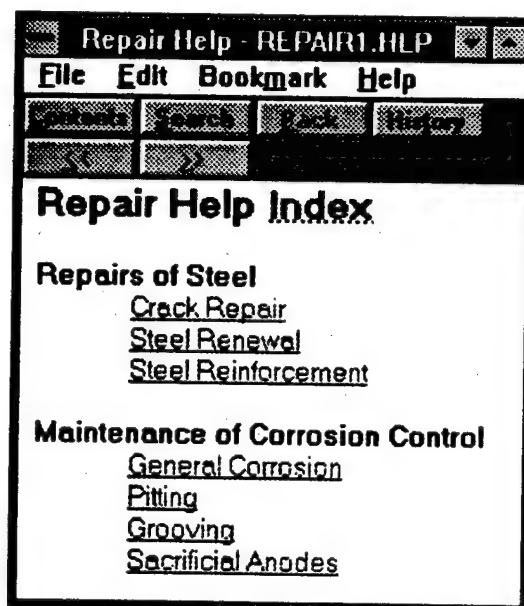 Repair Help - REPAIR1.HLP
File Edit Bookmark Help
Contents Search Back History
<< >>
Repair Help Index
Repairs of Steel
Crack Repair
Steel Renewal
Steel Reinforcement
Maintenance of Corrosion Control
General Corrosion
Pitting
Grooving
Sacrificial Anodes